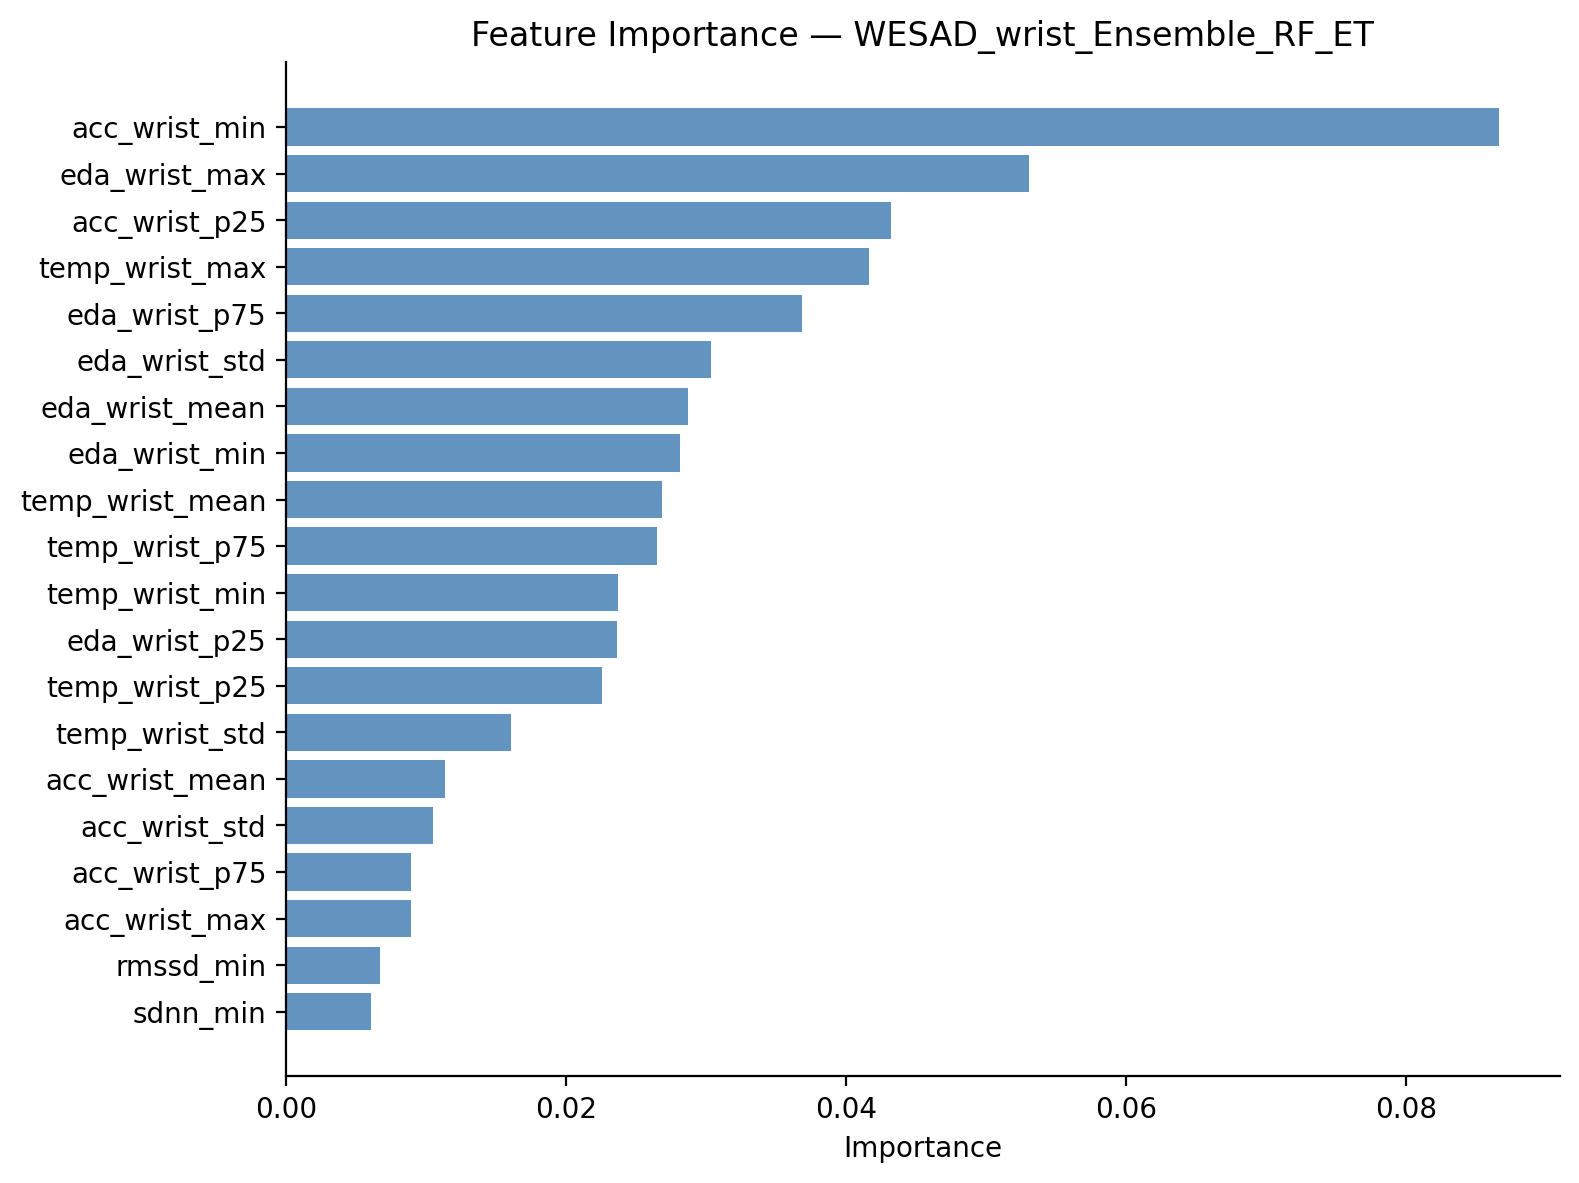 Feature Importance — WESAD_wrist_Ensemble_RF_ET
acc_wrist_min
eda_wrist_max
acc_wrist_p25
temp_wrist_max
eda_wrist_p75
eda_wrist_std
eda_wrist_mean
eda_wrist_min
temp_wrist_mean
temp_wrist_p75
temp_wrist_min
eda_wrist_p25
temp_wrist_p25
temp_wrist_std
acc_wrist_mean
acc_wrist_std
acc_wrist_p75
acc_wrist_max
rmssd_min
sdnn_min
0.00 0.02 0.04 0.06 0.08
Importance